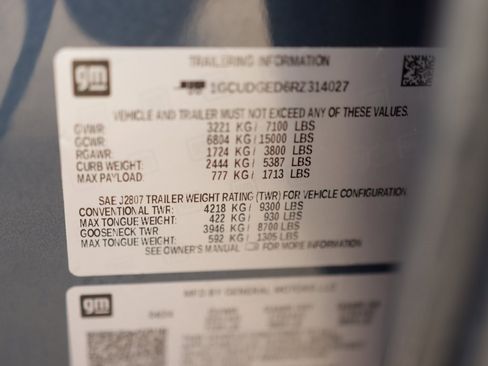 gm
TRAILERING INFORMATION
1GCUDGED6RZ314027
VEHICLE AND TRAILER MUST NOT EXCEED ANY OF THESE VALUES.
GVWR: 3221 KG/ 7100 LBS
GCWR: 6804 KG/15000 LBS
RGAWR: 1724 KG/ 3800 LBS
CURB WEIGHT: 2444 KG/ 5387 LBS
MAX PAYLOAD: 777 KG/ 1713 LBS
SAE J2807 TRAILER WEIGHT RATING (TWR) FOR VEHICLE CONFIGURATION
CONVENTIONAL TWR: 4218 KG/ 9300 LBS
MAX TONGUE WEIGHT: 422 KG/ 930 LBS
GOOSENECK TWR 3946 KG/ 8700 LBS
MAX TONGUE WEIGHT: 592 KG/ 1305 LBS
SEE OWNER'S MANUAL FOR MORE INFORMATION
gm
MFD BY GENERAL MOTORS LLC